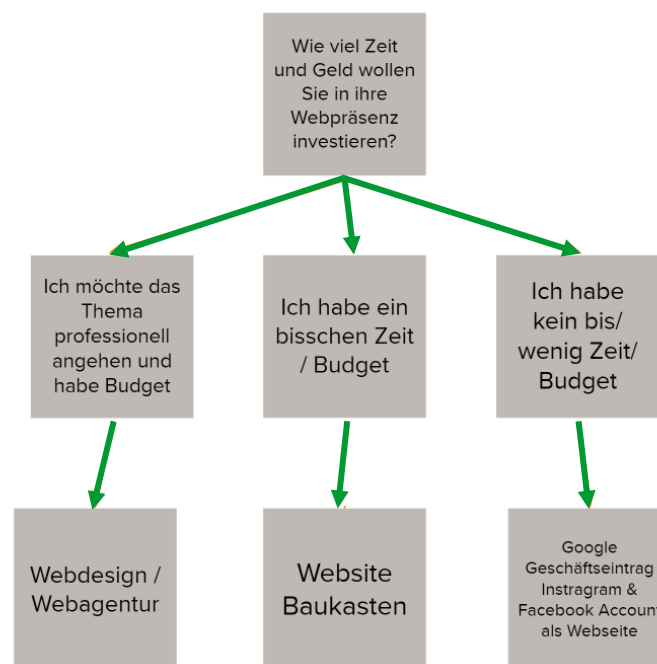 Wie viel Zeit
und Geld wollen
Sie in ihre
Webpräsenz
investieren?
Ich möchte das
Thema
professionell
angehen und
habe Budget
Ich habe ein
bisschen Zeit
/ Budget
Ich habe
kein bis/
wenig Zeit/
Budget
Webdesign /
Webagentur
Website
Baukasten
Google
Geschäftseintrag
Instragram &
Facebook Account
als Webseite